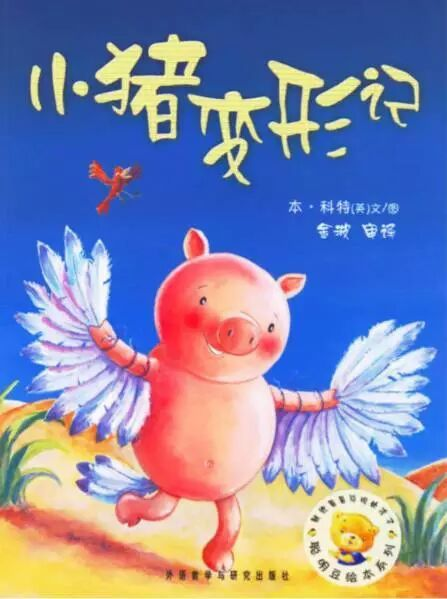 小猪变形记
本·科特(英)文/图
金波 审译
聪明豆绘本系列
外语教学与研究出版社